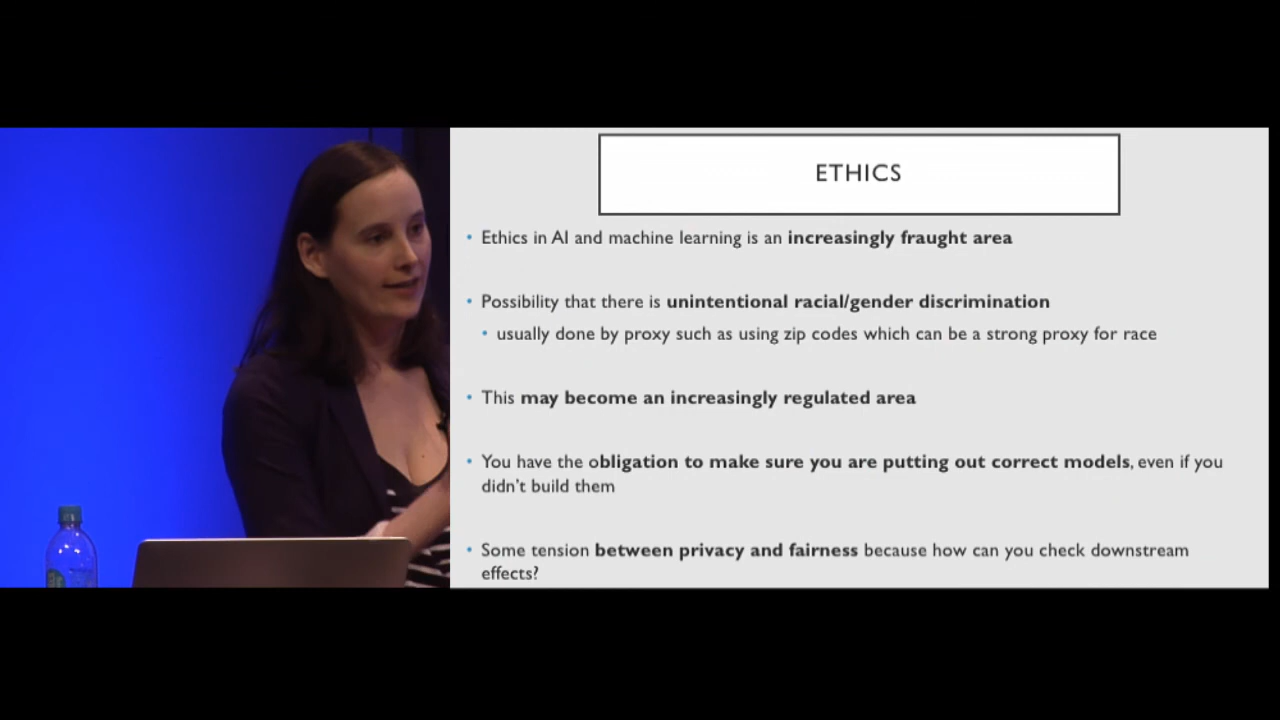 ETHICS
• Ethics in AI and machine learning is an increasingly fraught area
• Possibility that there is unintentional racial/gender discrimination
• usually done by proxy such as using zip codes which can be a strong proxy for race
• This may become an increasingly regulated area
• You have the obligation to make sure you are putting out correct models, even if you
didn't build them
• Some tension between privacy and fairness because how can you check downstream
effects?